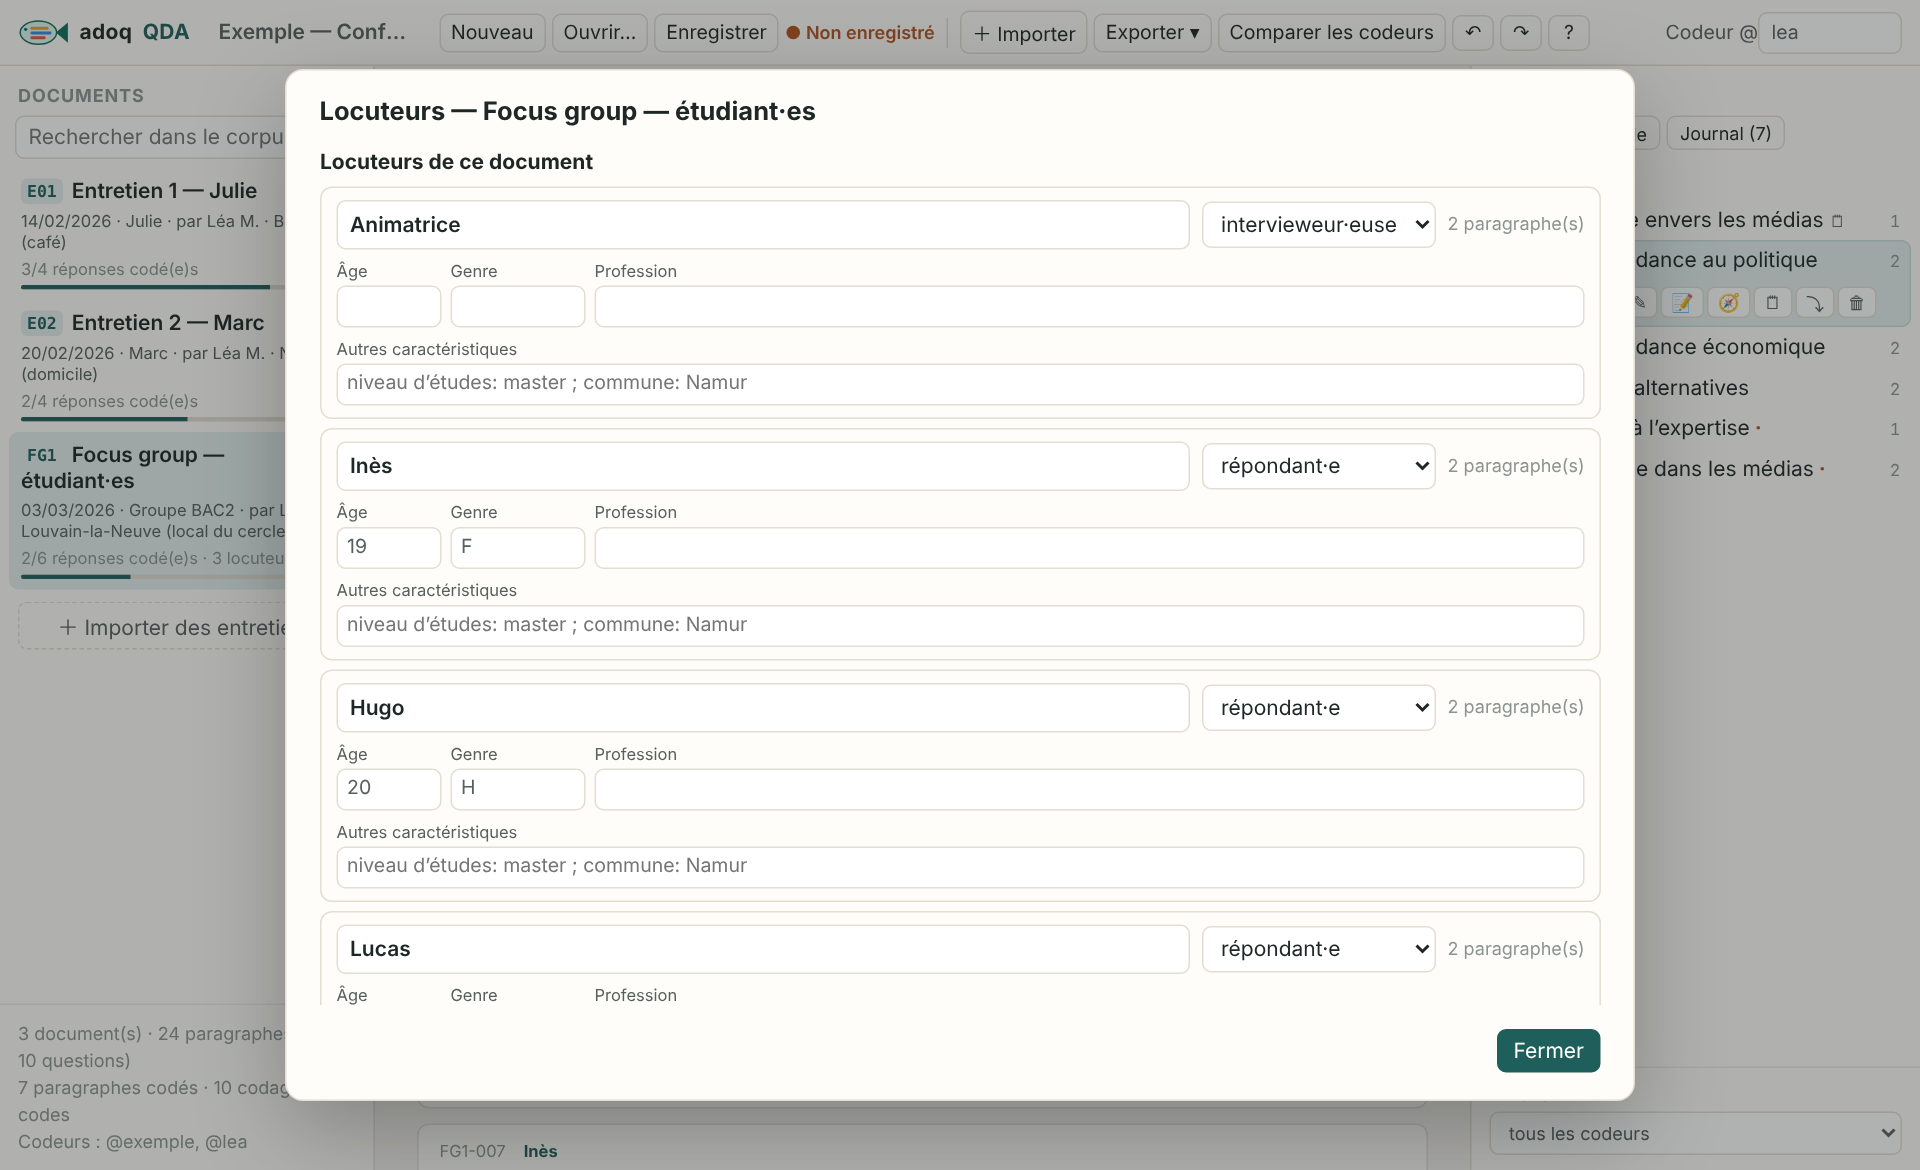 adoq QDA
Exemple — Conf...
Nouveau
Ouvrir...
Enregistrer
Non enregistré
+ Importer
Exporter ▾
Comparer les codeurs
↶
↷
?
Codeur @
lea
DOCUMENTS
Rechercher dans le corpu
E01 Entretien 1 — Julie
14/02/2026 · Julie · par Léa M. · B
(café)
3/4 réponses codé(e)s
E02 Entretien 2 — Marc
20/02/2026 · Marc · par Léa M. · N
(domicile)
2/4 réponses codé(e)s
FG1 Focus group —
étudiant·es
03/03/2026 · Groupe BAC2 · par L
Louvain-la-Neuve (local du cercle
2/6 réponses codé(e)s · 3 locuteu
+ Importer des entretie
3 document(s) · 24 paragraphe
10 questions)
7 paragraphes codés · 10 codag
codes
Codeurs : @exemple, @lea
Locuteurs — Focus group — étudiant·es
Locuteurs de ce document
Animatrice
intervieweur·euse
2 paragraphe(s)
Âge Genre Profession
Autres caractéristiques
niveau d’études: master ; commune: Namur
Inès
répondant·e
2 paragraphe(s)
Âge Genre Profession
19 F
Autres caractéristiques
niveau d’études: master ; commune: Namur
Hugo
répondant·e
2 paragraphe(s)
Âge Genre Profession
20 H
Autres caractéristiques
niveau d’études: master ; commune: Namur
Lucas
répondant·e
2 paragraphe(s)
Âge Genre Profession
Fermer
FG1-007 Inès
e
Journal (7)
e envers les médias 1
dance au politique 2
dance économique 2
alternatives 2
à l’expertise · 1
e dans les médias · 2
tous les codeurs